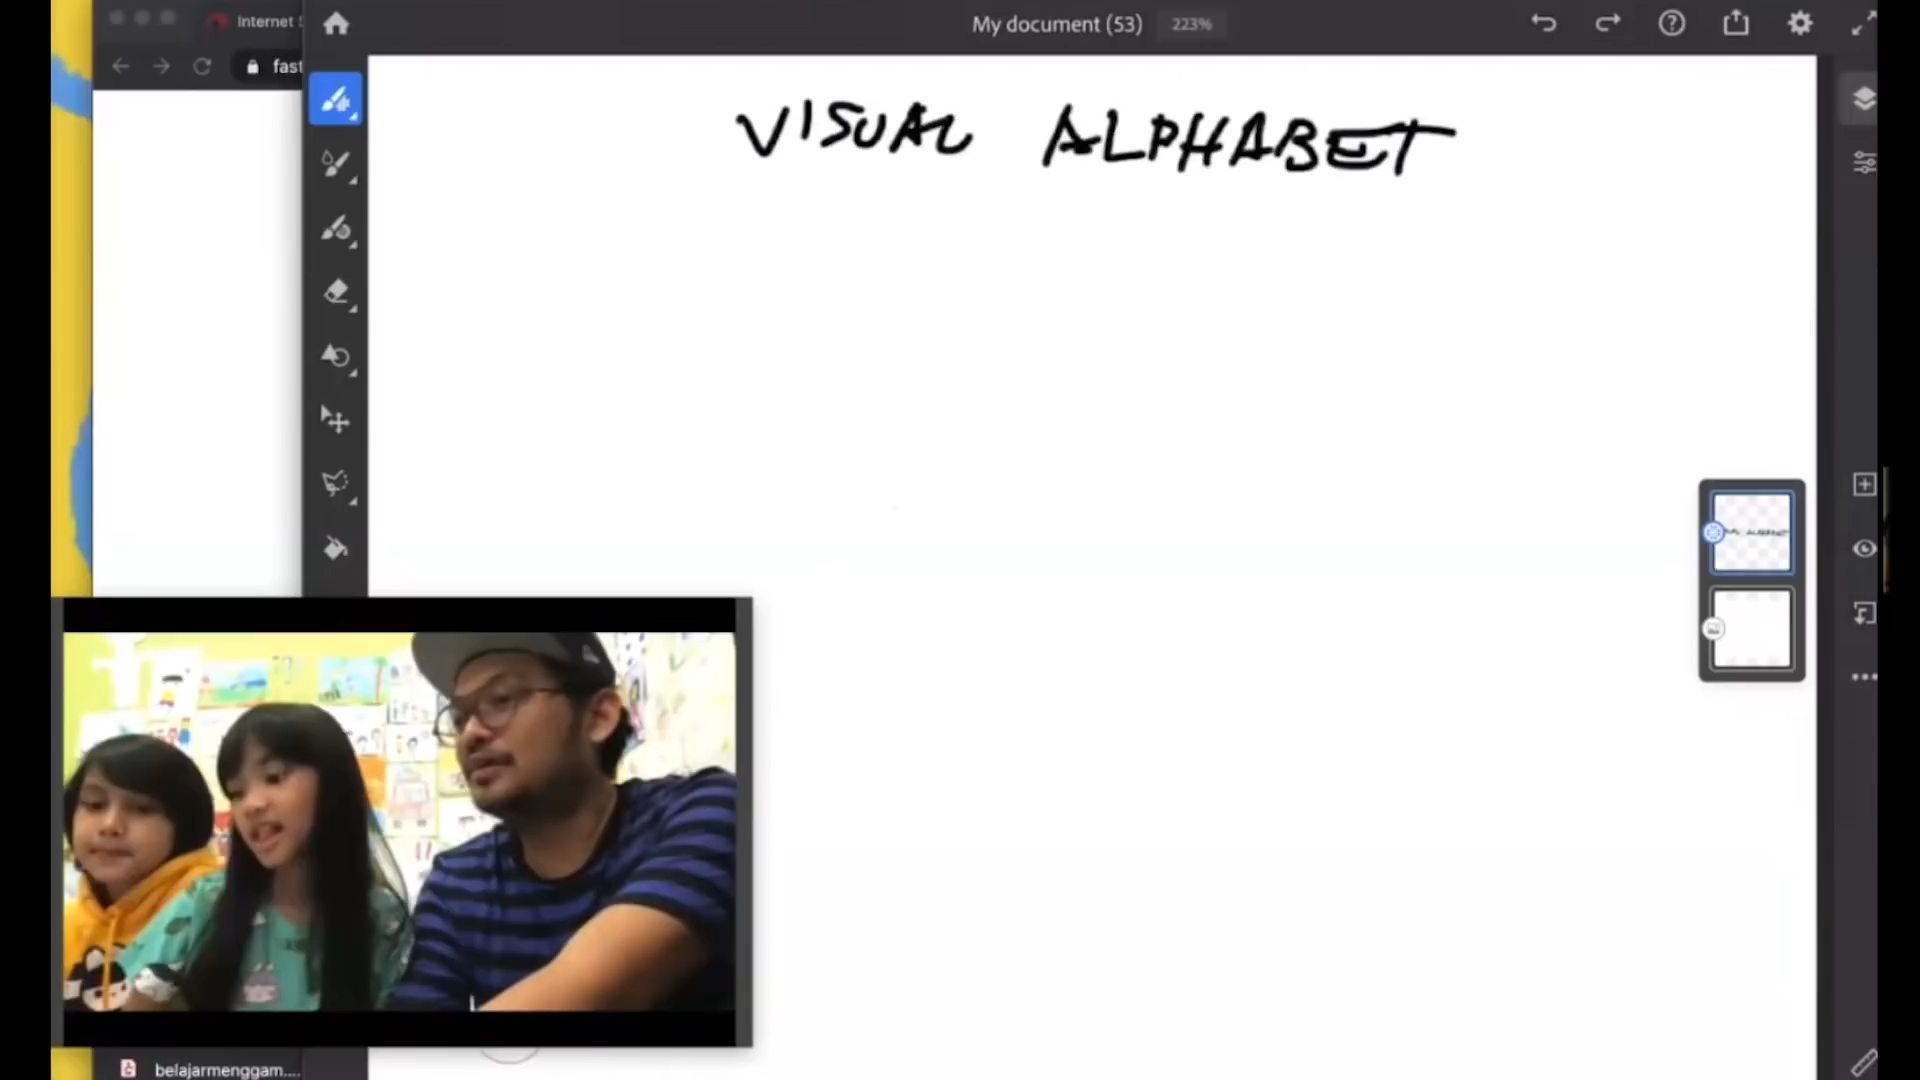 Internet
My document (53)
223%
fast
VISUAL ALPHABET
belajarmenggam....